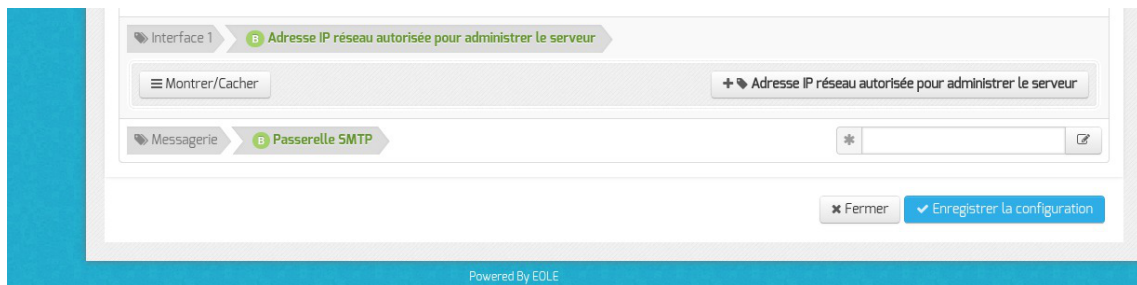 Interface 1 B Adresse IP réseau autorisée pour administrer le serveur
Montrer/Cacher + Adresse IP réseau autorisée pour administrer le serveur
Messagerie B Passerelle SMTP *
Fermer Enregistrer la configuration
Powered By EOLE